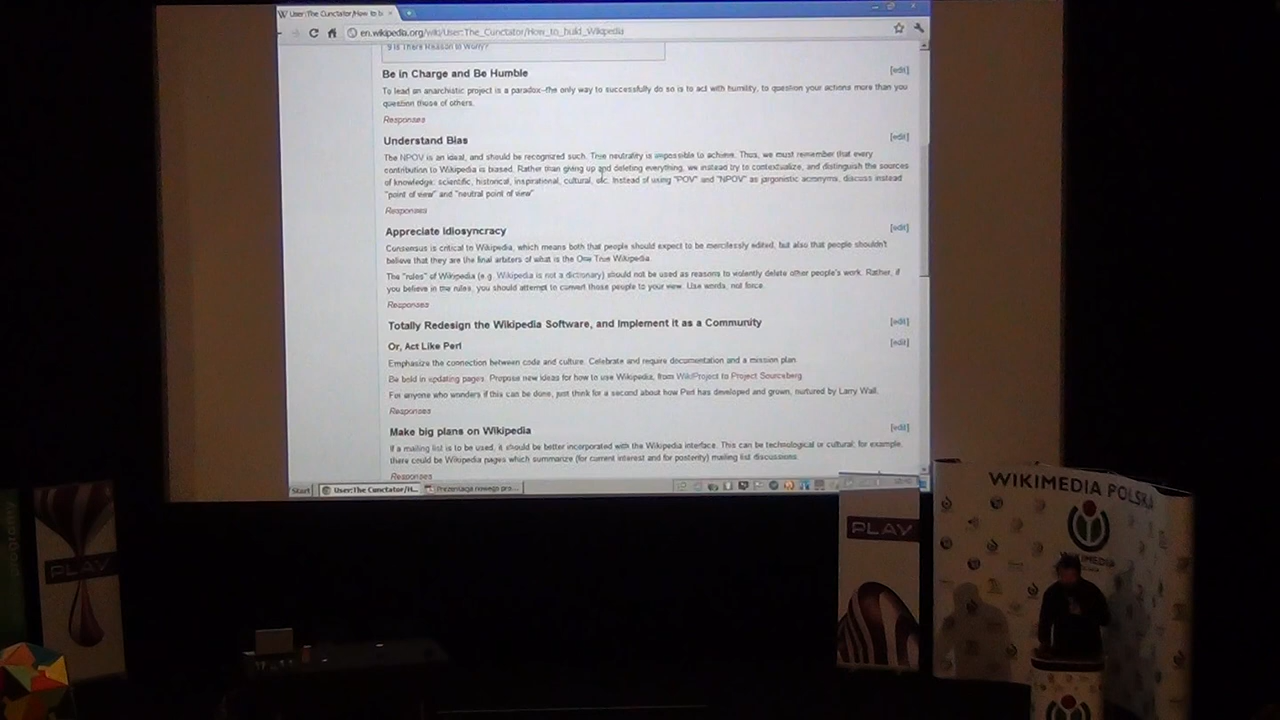 User:The Cunctator/How to b
en.wikipedia.org/wiki/User:The_Cunctator/How_to_build_Wikipedia
9 Is There Reason to Worry?
Be in Charge and Be Humble [edit]
To lead an anarchistic project is a paradox--the only way to successfully do so is to act with humility, to question your actions more than you
question those of others.
Responses
Understand Bias [edit]
The NPOV is an ideal, and should be recognized such. True neutrality is impossible to achieve. Thus, we must remember that every
contribution to Wikipedia is biased. Rather than giving up and deleting everything, we instead try to contextualize, and distinguish the sources
of knowledge: scientific, historical, inspirational, cultural, etc. Instead of using "POV" and "NPOV" as jargonistic acronyms, discuss instead
"point of view" and "neutral point of view"
Responses
Appreciate Idiosyncracy [edit]
Consensus is critical to Wikipedia, which means both that people should expect to be mercilessly edited, but also that people shouldn't
believe that they are the final arbiters of what is the One True Wikipedia.
The "rules" of Wikipedia (e.g. Wikipedia is not a dictionary) should not be used as reasons to violently delete other people's work. Rather, if
you believe in the rules, you should attempt to convert those people to your view. Use words, not force.
Responses
Totally Redesign the Wikipedia Software, and Implement it as a Community [edit]
Or, Act Like Perl [edit]
Emphasize the connection between code and culture. Celebrate and require documentation and a mission plan.
Be bold in updating pages. Propose new ideas for how to use Wikipedia, from WikiProject to Project Sourceberg.
For anyone who wonders if this can be done, just think for a second about how Perl has developed and grown, nurtured by Larry Wall.
Responses
Make big plans on Wikipedia [edit]
If a mailing list is to be used, it should be better incorporated with the Wikipedia interface. This can be technological or cultural; for example,
there could be Wikipedia pages which summarize (for current interest and for posterity) mailing list discussions.
Responses
Start User:The Cunctator/H... Prezentacja nowego pro...
WIKIMEDIA POLSKA
PLAY
PLAY
WIKIMEDIA